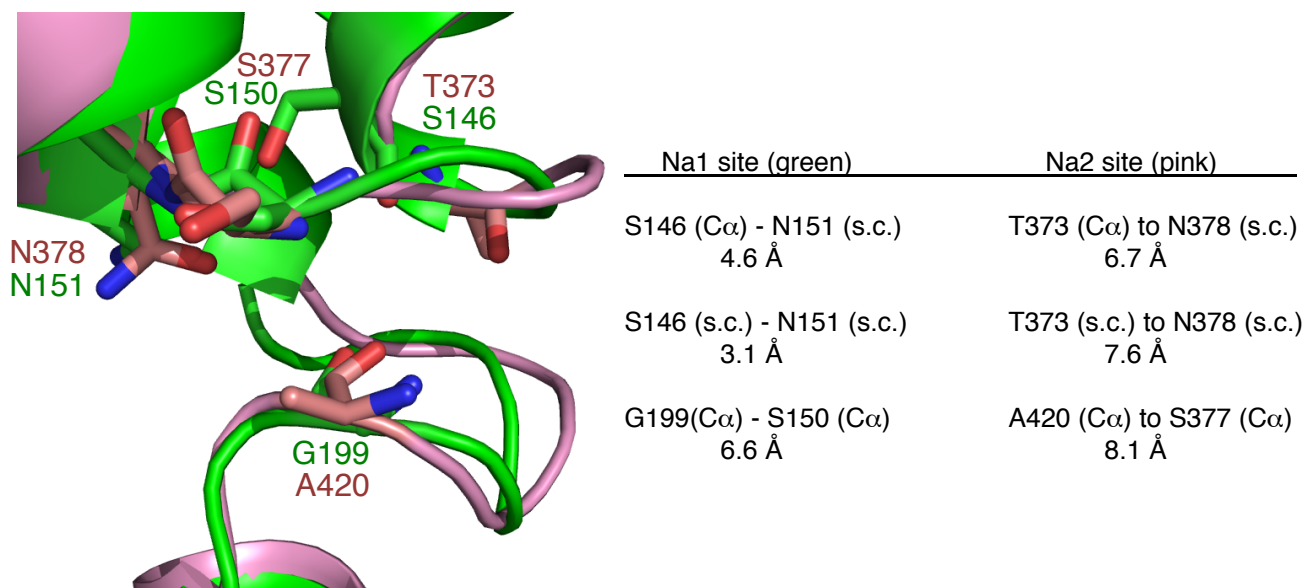 S377
S150
T373
S146
N378
N151
G199
A420
Na1 site (green) Na2 site (pink)
S146 (Cα) - N151 (s.c.) T373 (Cα) to N378 (s.c.)
4.6 Å 6.7 Å
S146 (s.c.) - N151 (s.c.) T373 (s.c.) to N378 (s.c.)
3.1 Å 7.6 Å
G199(Cα) - S150 (Cα) A420 (Cα) to S377 (Cα)
6.6 Å 8.1 Å